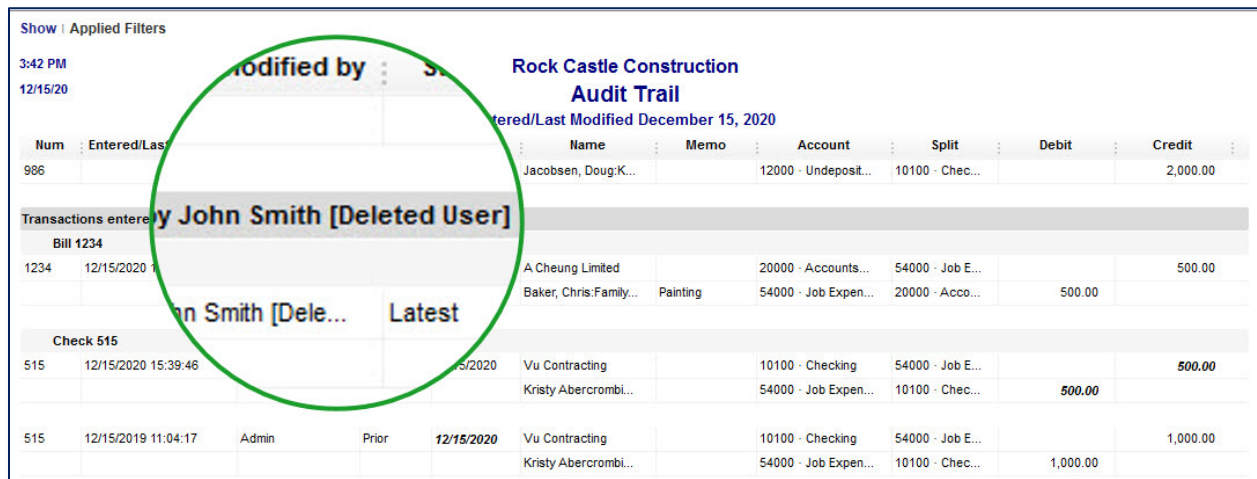 Show | Applied Filters
3:42 PM
12/15/20
Rock Castle Construction
Audit Trail
tered/Last Modified December 15, 2020
Num Entered/Las Name Memo Account Split Debit Credit
odified by
986 Jacobsen, Doug:K... 12000 · Undeposit... 10100 · Chec... 2,000.00
Transactions entere y John Smith [Deleted User]
Bill 1234
1234 12/15/2020 1 A Cheung Limited 20000 · Accounts... 54000 · Job E... 500.00
Baker, Chris:Family... Painting 54000 · Job Expen... 20000 · Acco... 500.00
hn Smith [Dele... Latest
Check 515
515 12/15/2020 15:39:46 5/2020 Vu Contracting 10100 · Checking 54000 · Job E... 500.00
Kristy Abercrombi... 54000 · Job Expen... 10100 · Chec... 500.00
515 12/15/2019 11:04:17 Admin Prior 12/15/2020 Vu Contracting 10100 · Checking 54000 · Job E... 1,000.00
Kristy Abercrombi... 54000 · Job Expen... 10100 · Chec... 1,000.00